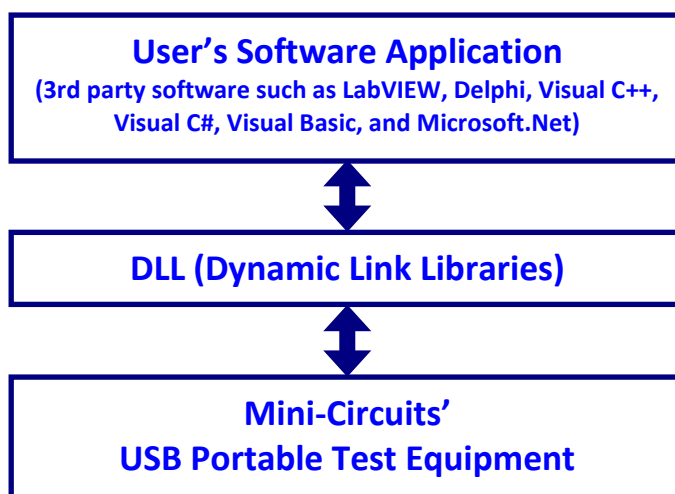 User’s Software Application
(3rd party software such as LabVIEW, Delphi, Visual C++,
Visual C#, Visual Basic, and Microsoft.Net)
DLL (Dynamic Link Libraries)
Mini-Circuits’
USB Portable Test Equipment